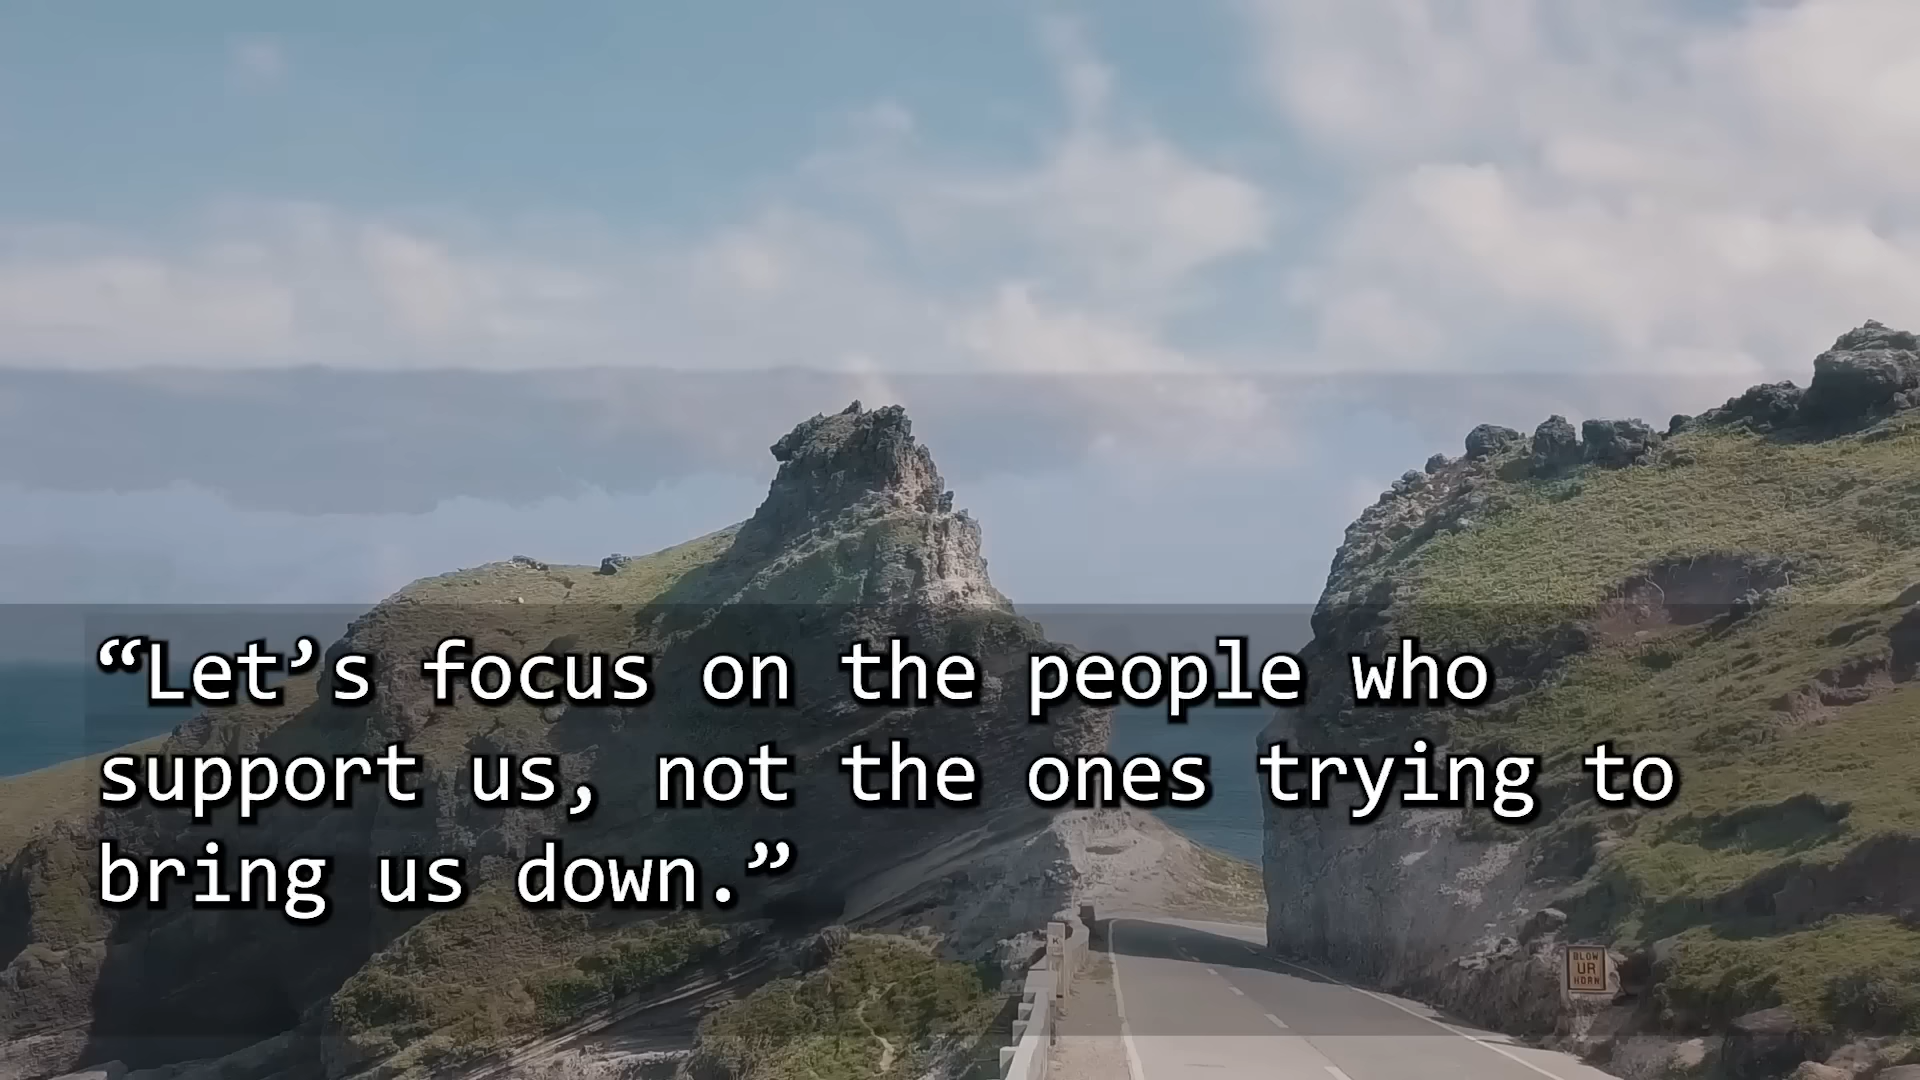 “Let’s focus on the people who
support us, not the ones trying to
bring us down.”
BLOW
UR
HORN